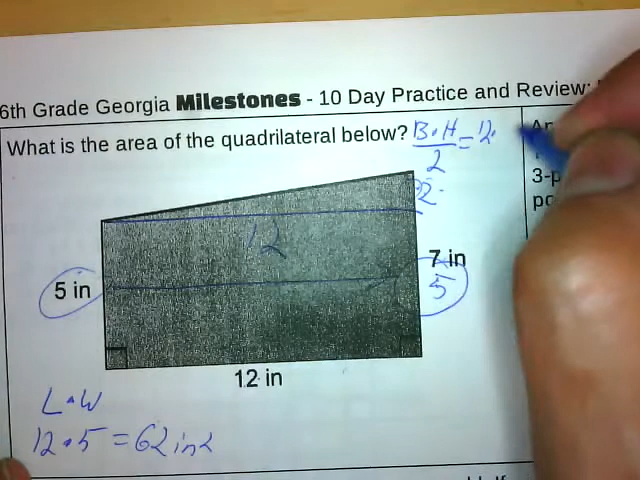 6th Grade Georgia Milestones - 10 Day Practice and Review:
What is the area of the quadrilateral below?
B·H/2 = 12·
3-p
2
12
7 in
5 in
5
12 in
L·W
12·5 = 62 in2